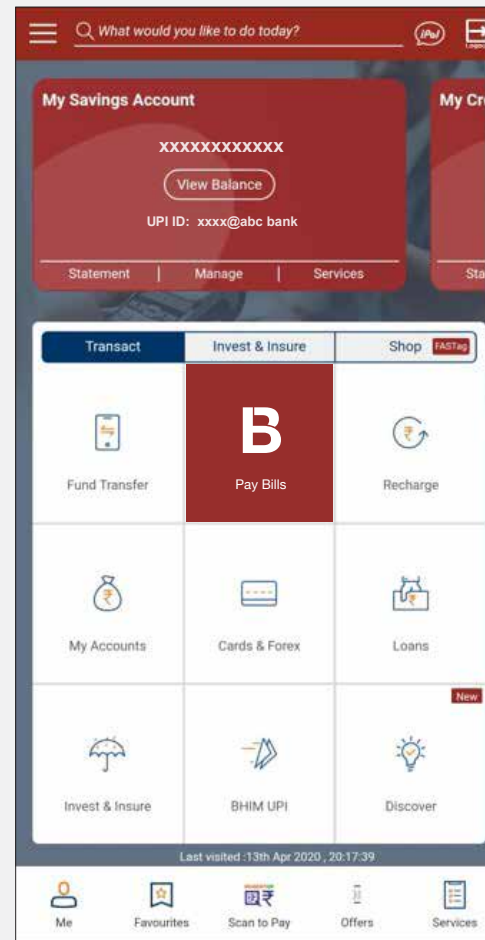 What would you like to do today?
iPal
Logout
My Savings Account
My Cre
xxxxxxxxxxxx
View Balance
UPI ID: xxxx@abc bank
Statement | Manage | Services
Sta
Transact
Invest & Insure
Shop FASTag
B
Fund Transfer
Pay Bills
Recharge
My Accounts
Cards & Forex
Loans
New
Invest & Insure
BHIM UPI
Discover
Last visited :13th Apr 2020 , 20:17:39
Me
Favourites
Scan to Pay
Offers
Services